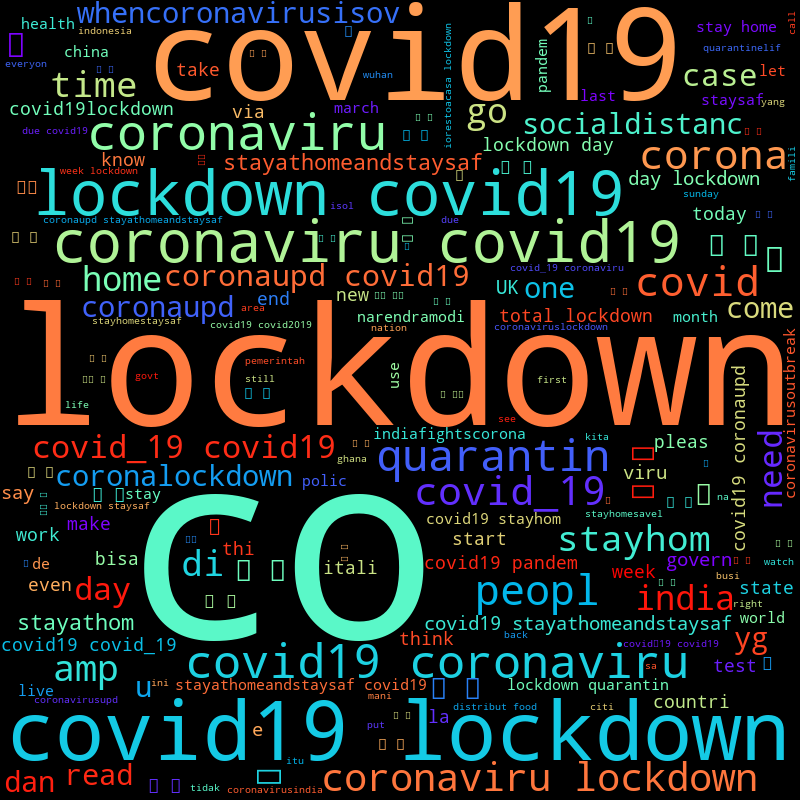 whencoronavirusisov
health
indonesia
everyon
china
time
take
covid19
wuhan
iorestoacasa lockdown
pandem
stay home
call
quarantinelif
case
let
last
staysaf
yang
covid19lockdown
via
march
go
socialdistanc
due covid19
coronaviru
lockdown day
corona
know
week lockdown
stayathomeandstaysaf
famili
day lockdown
lockdown covid19
isol
sunday
coronaupd stayathomeandstaysaf
due
today
coronaviru covid19
home
coronaupd covid19
covid_19 coronaviru
covid
coronaupd
end
new
UK
one
come
area
narendramodi
total lockdown
month
stayhomestaysaf
covid19 covid2019
nation
coronaviruslockdown
lockdown
pemerintah
govt
still
use
first
life
see
coronavirusoutbreak
covid_19 covid19
indiafightscorona
kita
pleas
ghana
quarantin
coronalockdown
polic
viru
need
covid19 coronaupd
say
stay
covid_19
na
lockdown staysaf
stayhomesavel
make
covid19 stayhom
work
start
stayhom
watch
co
thi
di
itali
de
bisa
covid19 pandem
govern
busi
even
day
peopl
week
india
state
right
stayathom
covid19 stayathomeandstaysaf
world
covid19 covid_19
think
back
yg
amp
covid19 coronaviru
sa
test
live
u
ini
stayathomeandstaysaf covid19
lockdown quarantin
coronavirusupd
mani
e
la
put
distribut food
citi
countri
covid19 lockdown
itu
dan
read
tidak
coronavirusindia
coronaviru lockdown